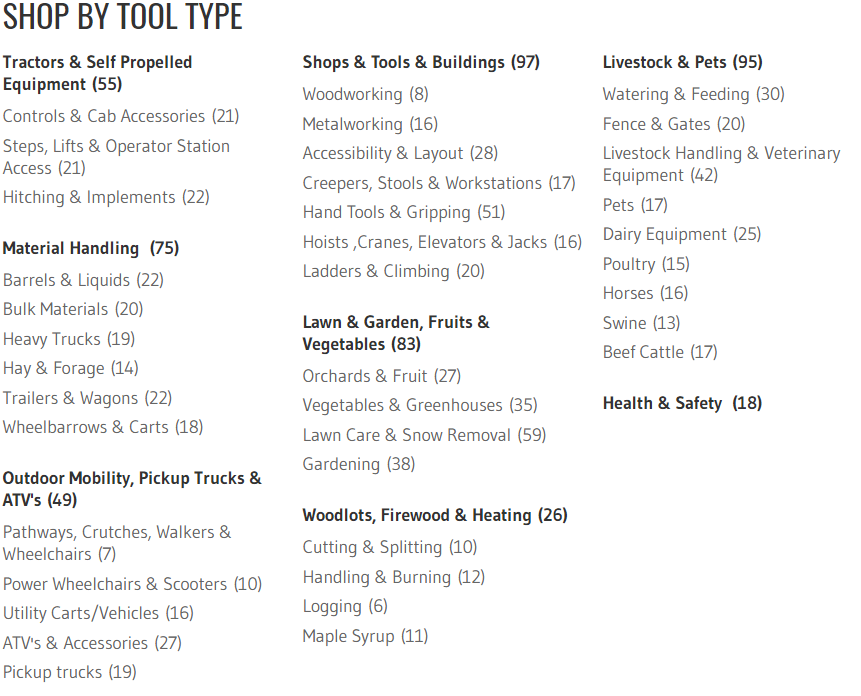 SHOP BY TOOL TYPE
Tractors & Self Propelled
Equipment (55)
Controls & Cab Accessories (21)
Steps, Lifts & Operator Station
Access (21)
Hitching & Implements (22)
Material Handling (75)
Barrels & Liquids (22)
Bulk Materials (20)
Heavy Trucks (19)
Hay & Forage (14)
Trailers & Wagons (22)
Wheelbarrows & Carts (18)
Outdoor Mobility, Pickup Trucks &
ATV's (49)
Pathways, Crutches, Walkers &
Wheelchairs (7)
Power Wheelchairs & Scooters (10)
Utility Carts/Vehicles (16)
ATV's & Accessories (27)
Pickup trucks (19)
Shops & Tools & Buildings (97)
Woodworking (8)
Metalworking (16)
Accessibility & Layout (28)
Creepers, Stools & Workstations (17)
Hand Tools & Gripping (51)
Hoists ,Cranes, Elevators & Jacks (16)
Ladders & Climbing (20)
Lawn & Garden, Fruits &
Vegetables (83)
Orchards & Fruit (27)
Vegetables & Greenhouses (35)
Lawn Care & Snow Removal (59)
Gardening (38)
Woodlots, Firewood & Heating (26)
Cutting & Splitting (10)
Handling & Burning (12)
Logging (6)
Maple Syrup (11)
Livestock & Pets (95)
Watering & Feeding (30)
Fence & Gates (20)
Livestock Handling & Veterinary
Equipment (42)
Pets (17)
Dairy Equipment (25)
Poultry (15)
Horses (16)
Swine (13)
Beef Cattle (17)
Health & Safety (18)